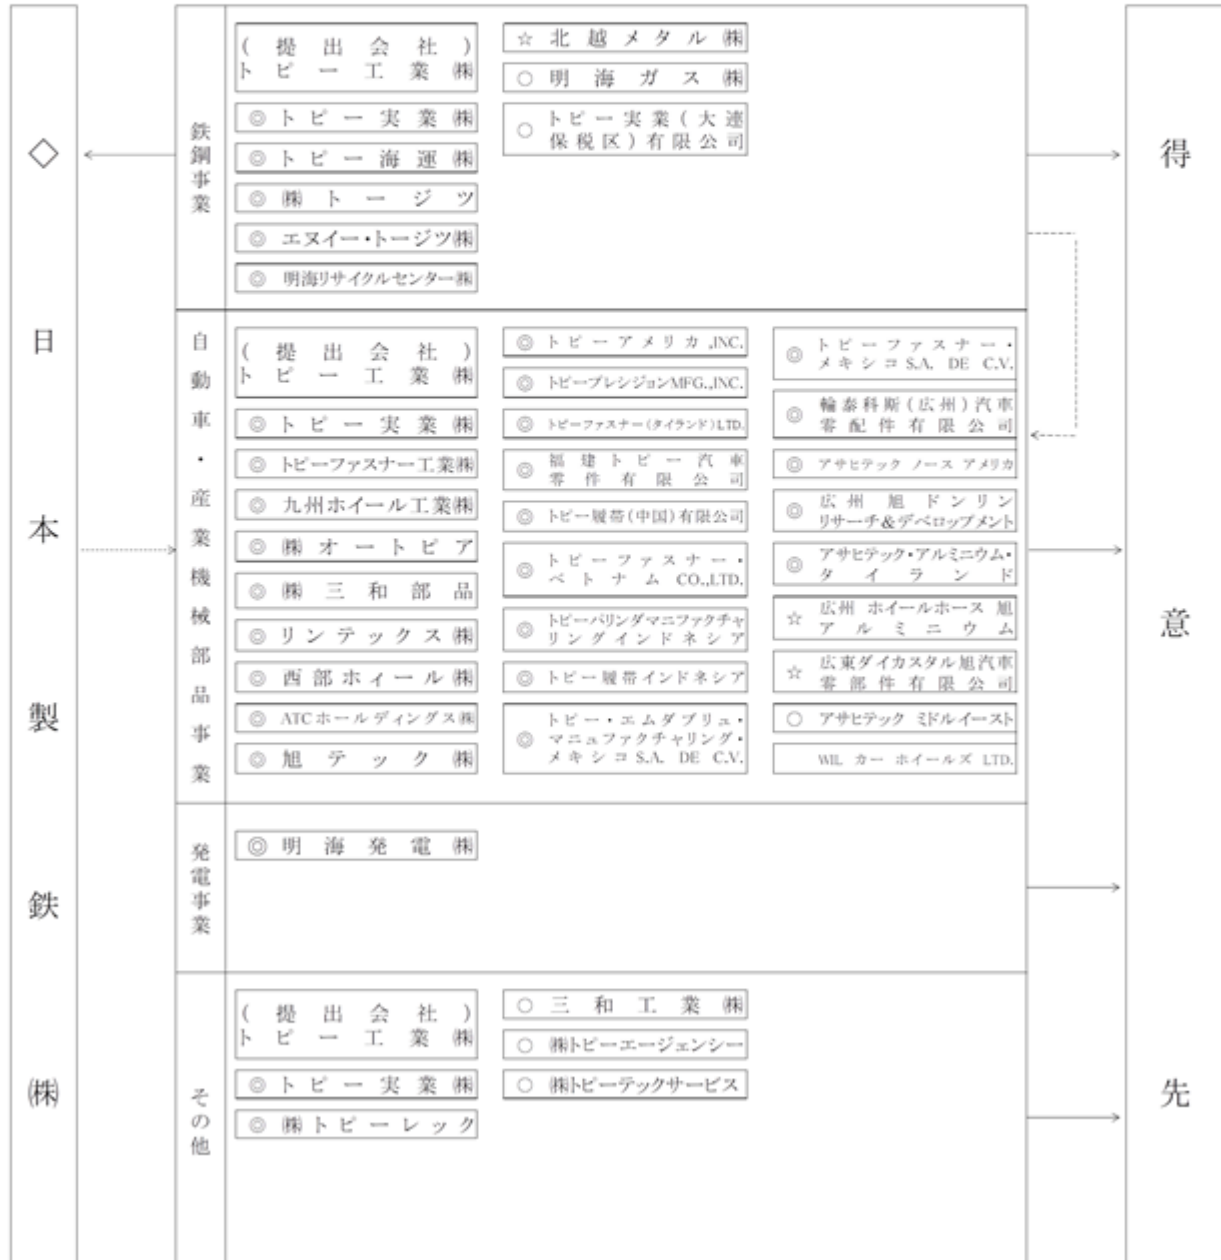 ◇日本製鉄㈱
鉄鋼事業
(提出会社)
トピー工業㈱
◎ トピー実業㈱
◎ トピー海運㈱
◎ ㈱トージツ
◎ エヌイー・トージツ㈱
◎ 明海リサイクルセンター㈱
☆ 北越メタル㈱
○ 明海ガス㈱
○ トピー実業(大連
保税区)有限公司
自動車・産業機械部品事業
(提出会社)
トピー工業㈱
◎ トピー実業㈱
◎ トピーファスナー工業㈱
◎ 九州ホイール工業㈱
◎ ㈱オートピア
◎ ㈱三和部品
◎ リンテックス㈱
◎ 西部ホィール㈱
◎ ATCホールディングス㈱
◎ 旭テック㈱
◎ トピーアメリカ,INC.
◎ トピープレシジョンMFG.,INC.
◎ トピーファスナー(タイランド)LTD.
◎ 福建トピー汽車
零件有限公司
◎ トピー履帯(中国)有限公司
◎ トピーファスナー・
ベトナムCO.,LTD.
◎ トピーパリンダマニファクチャ
リングインドネシア
◎ トピー履帯インドネシア
◎ トピー・エムダブリュ・
マニュファクチャリング・
メキシコS.A. DE C.V.
◎ トピーファスナー・
メキシコS.A. DE C.V.
◎ 輪泰科斯(広州)汽車
零配件有限公司
◎ アサヒテック ノース アメリカ
◎ 広州旭ドンリン
リサーチ&デベロップメント
◎ アサヒテック・アルミニウム・
タイランド
☆ 広州 ホイールホース 旭
アルミニウム
☆ 広東ダイカスタル旭汽車
零部件有限公司
○ アサヒテック ミドルイースト
WIL カー ホイールズ LTD.
発電事業
◎ 明海発電㈱
その他
(提出会社)
トピー工業㈱
◎ トピー実業㈱
◎ ㈱トピーレック
○ 三和工業㈱
○ ㈱トピーエージェンシー
○ ㈱トピーテックサービス
得意先